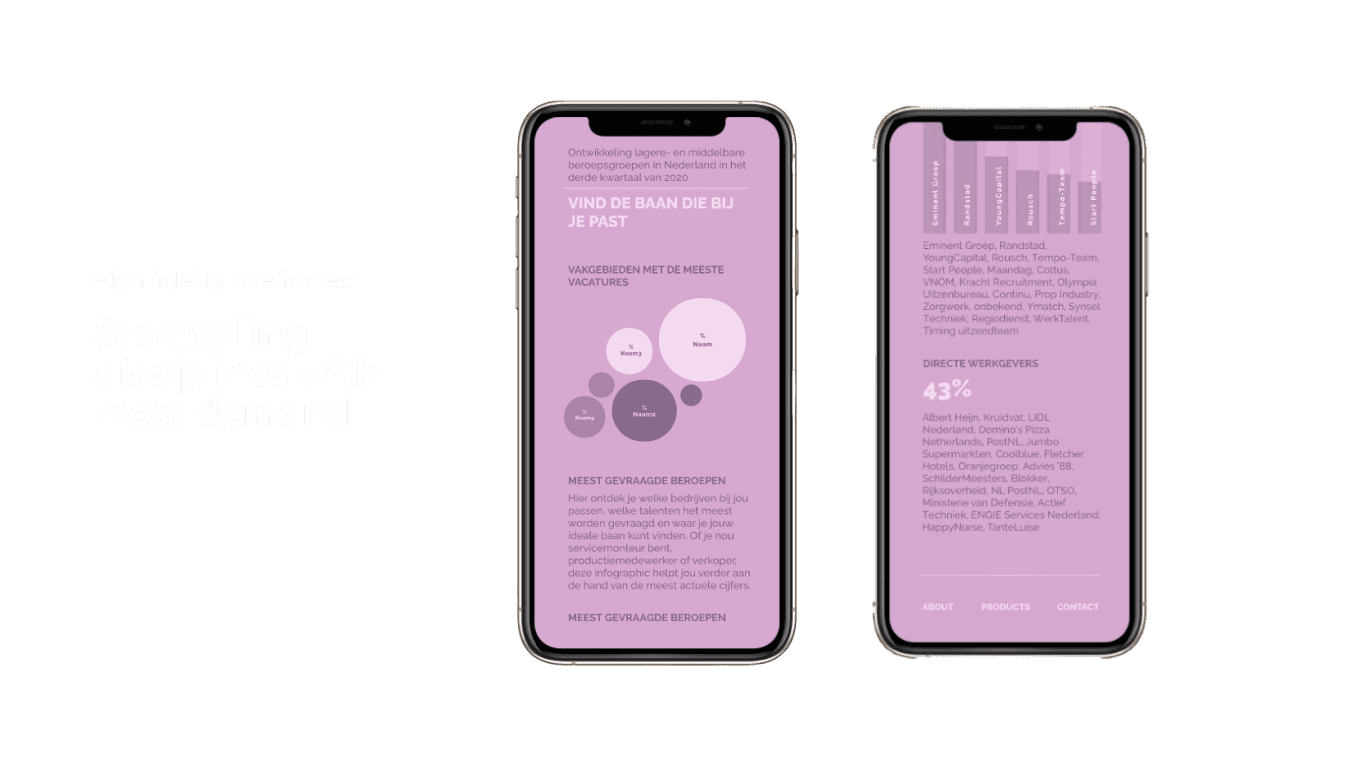 High fidelity wireframes
Storytelling
disciplines with
most demand
Ontwikkeling lagere- en middelbare
beroepsgroepen in Nederland in het
derde kwartaal van 2020
VIND DE BAAN DIE BIJ
JE PAST
VAKGEBIEDEN MET DE MEESTE
VACATURES
%
Naam
%
Naam3
%
Naam2
%
Naam4
MEEST GEVRAAGDE BEROEPEN
Hier ontdek je welke bedrijven bij jou
passen, welke talenten het meest
worden gevraagd en waar je jouw
ideale baan kunt vinden. Of je nou
servicemonteur bent,
productiemedewerker of verkoper,
deze infographic helpt jou verder aan
de hand van de meest actuele cijfers.
MEEST GEVRAAGDE BEROEPEN
Eminent Groep
Randstad
YoungCapital
Rousch
Tempo-Team
Start People
Eminent Groep, Randstad,
YoungCapital, Rousch, Tempo-Team,
Start People, Maandag, Cottus,
VNOM, Kracht Recruitment, Olympia
Uitzenbureau, Continu, Prop Industry,
Zorgwerk, onbekend, Ymatch, Synsel
Techniek, Regiodienst, WerkTalent,
Timing uitzendteam
DIRECTE WERKGEVERS
43%
Albert Heijn, Kruidvat, LIDL
Nederland, Domino's Pizza
Netherlands, PostNL, Jumbo
Supermarkten, Coolblue, Fletcher
Hotels, Oranjegroep, Advies '88,
SchilderMeesters, Blokker,
Rijksoverheid, NL PostNL, OTSO,
Ministerie van Defensie, Actief
Techniek, ENGIE Services Nederland,
HappyNurse, TanteLuise
ABOUT PRODUCTS CONTACT